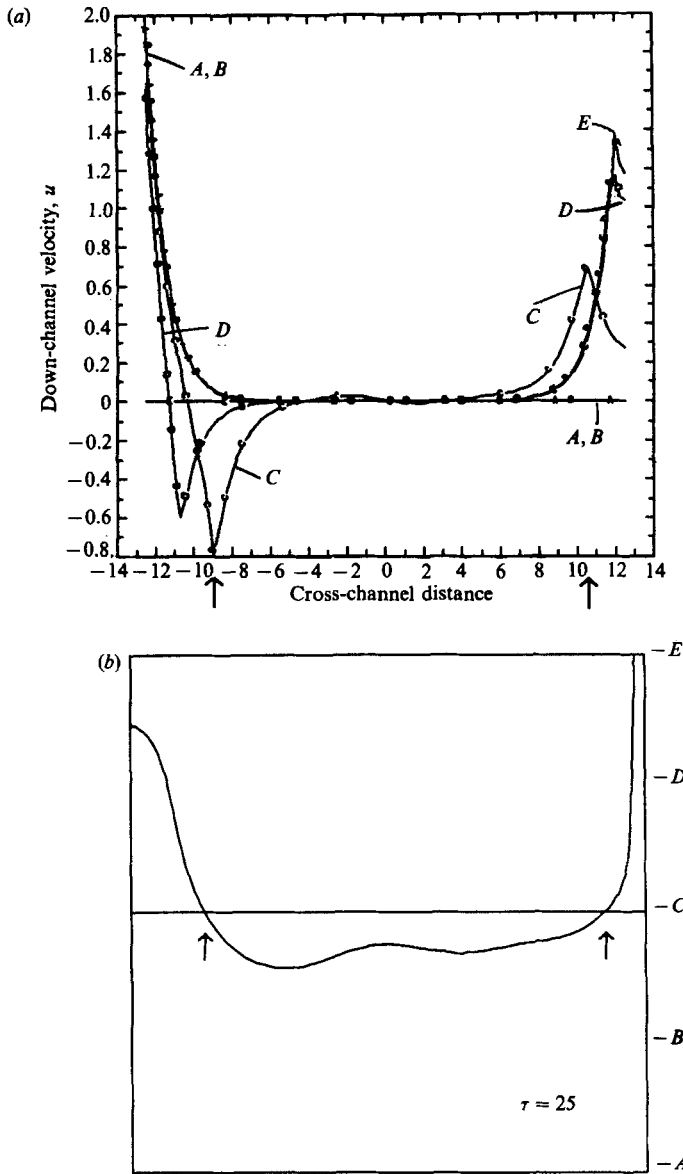 (a)
2.0
1.8
1.6
1.4
1.2
1.0
0.8
0.6
0.4
0.2
0
−0.2
−0.4
−0.6
−0.8
Down-channel velocity, u
A, B
D
C
E
D
C
A, B
−14 −12 −10 −8 −6 −4 −2 0 2 4 6 8 10 12 14
Cross-channel distance
(b)
E
D
C
B
A
τ = 25